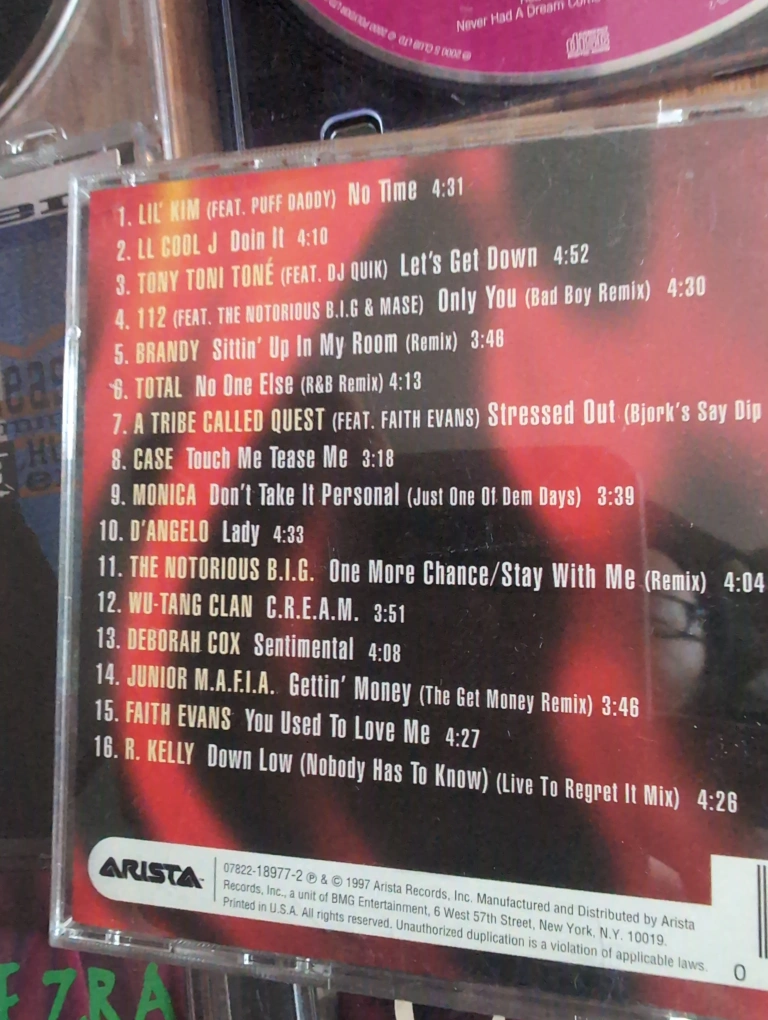 Never Had A Dream Come
1. LIL' KIM (FEAT. PUFF DADDY) No Time 4:31
2. LL COOL J Doin It 4:10
3. TONY TONI TONÉ (FEAT. DJ QUIK) Let's Get Down 4:52
4. 112 (FEAT. THE NOTORIOUS B.I.G & MASE) Only You (Bad Boy Remix) 4:30
5. BRANDY Sittin' Up In My Room (Remix) 3:46
6. TOTAL No One Else (R&B Remix) 4:13
7. A TRIBE CALLED QUEST (FEAT. FAITH EVANS) Stressed Out (Bjork's Say Dip
8. CASE Touch Me Tease Me 3:18
9. MONICA Don't Take It Personal (Just One Of Dem Days) 3:39
10. D'ANGELO Lady 4:33
11. THE NOTORIOUS B.I.G. One More Chance/Stay With Me (Remix) 4:04
12. WU-TANG CLAN C.R.E.A.M. 3:51
13. DEBORAH COX Sentimental 4:08
14. JUNIOR M.A.F.I.A. Gettin' Money (The Get Money Remix) 3:46
15. FAITH EVANS You Used To Love Me 4:27
16. R. KELLY Down Low (Nobody Has To Know) (Live To Regret It Mix) 4:26
ARISTA
07822-18977-2 ℗ & © 1997 Arista Records, Inc. Manufactured and Distributed by Arista
Records, Inc., a unit of BMG Entertainment, 6 West 57th Street, New York, N.Y. 10019.
Printed in U.S.A. All rights reserved. Unauthorized duplication is a violation of applicable laws.
0
EZRA